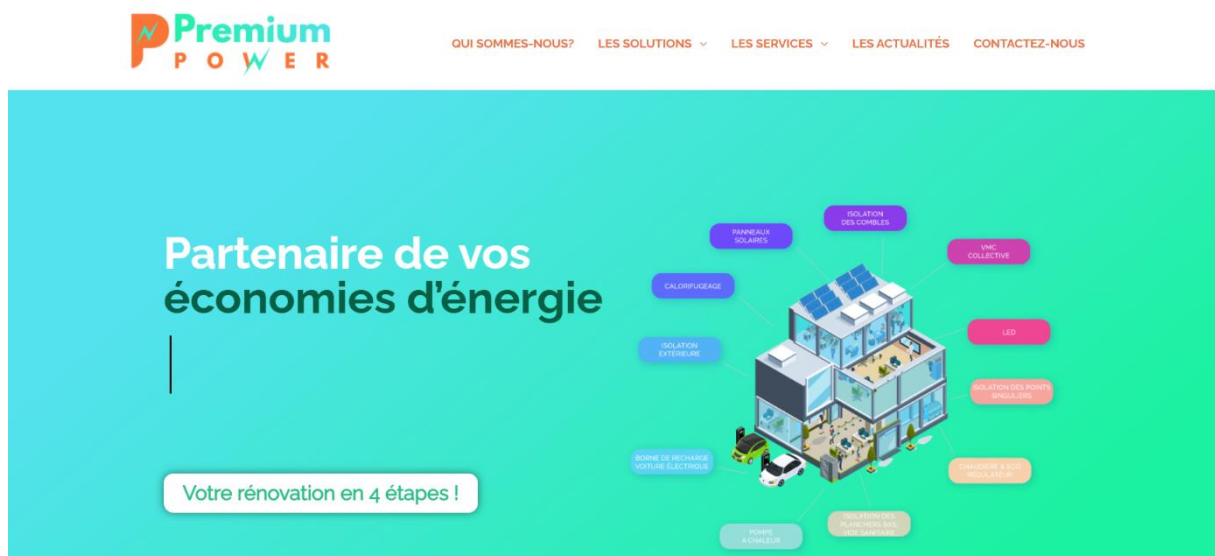 Premium
POWER
QUI SOMMES-NOUS?
LES SOLUTIONS
LES SERVICES
LES ACTUALITÉS
CONTACTEZ-NOUS
Partenaire de vos
économies d'énergie
Votre rénovation en 4 étapes !
ISOLATION
DES COMBLES
PANNEAUX
SOLAIRES
VMC
COLLECTIVE
CALORIFUGEAGE
LED
ISOLATION
EXTÉRIEURE
ISOLATION DES POINTS
SINGULIERS
BORNE DE RECHARGE
VOITURE ÉLECTRIQUE
CHAUDIÈRE & ECO
RÉGULATEUR
ISOLATION DES
PLANCHERS BAS,
VIDE SANITAIRE...
POMPE
A CHALEUR